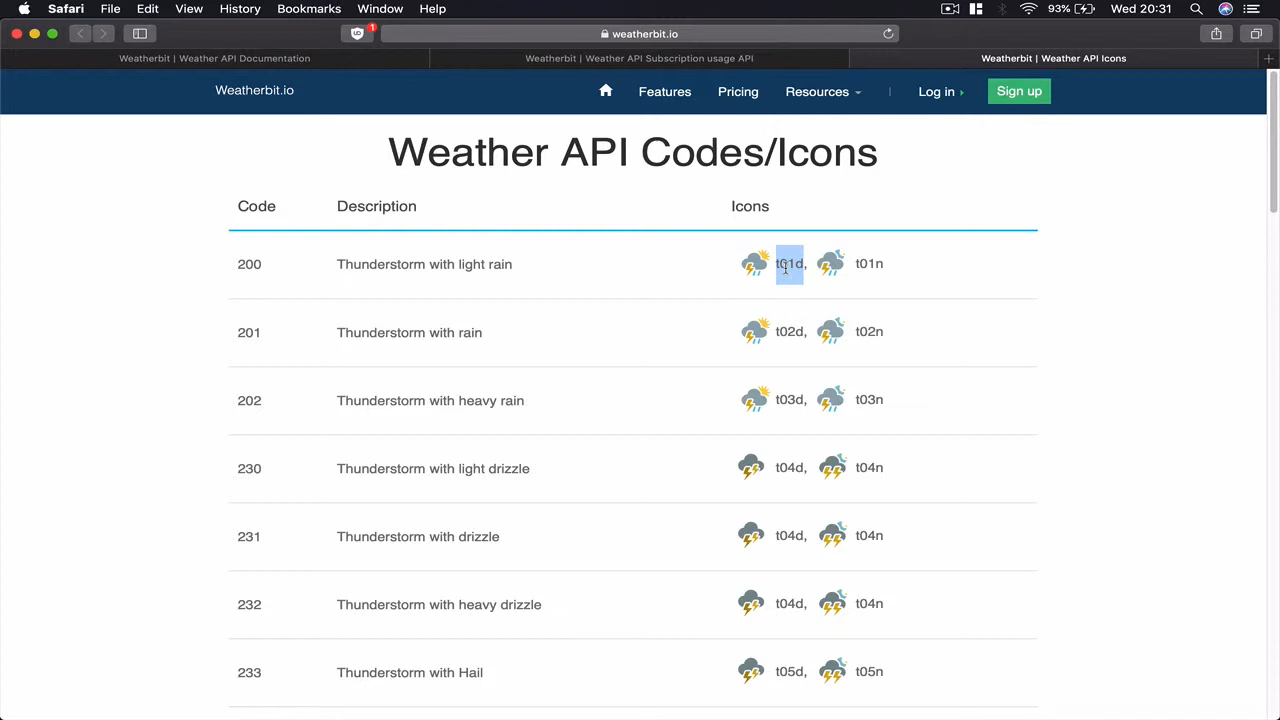 Safari File Edit View History Bookmarks Window Help 93% Wed 20:31
1 weatherbit.io
Weatherbit | Weather API Documentation Weatherbit | Weather API Subscription usage API Weatherbit | Weather API Icons +
Weatherbit.io Features Pricing Resources | Log in Sign up
Weather API Codes/Icons
Code Description Icons
200 Thunderstorm with light rain t01d, t01n
201 Thunderstorm with rain t02d, t02n
202 Thunderstorm with heavy rain t03d, t03n
230 Thunderstorm with light drizzle t04d, t04n
231 Thunderstorm with drizzle t04d, t04n
232 Thunderstorm with heavy drizzle t04d, t04n
233 Thunderstorm with Hail t05d, t05n